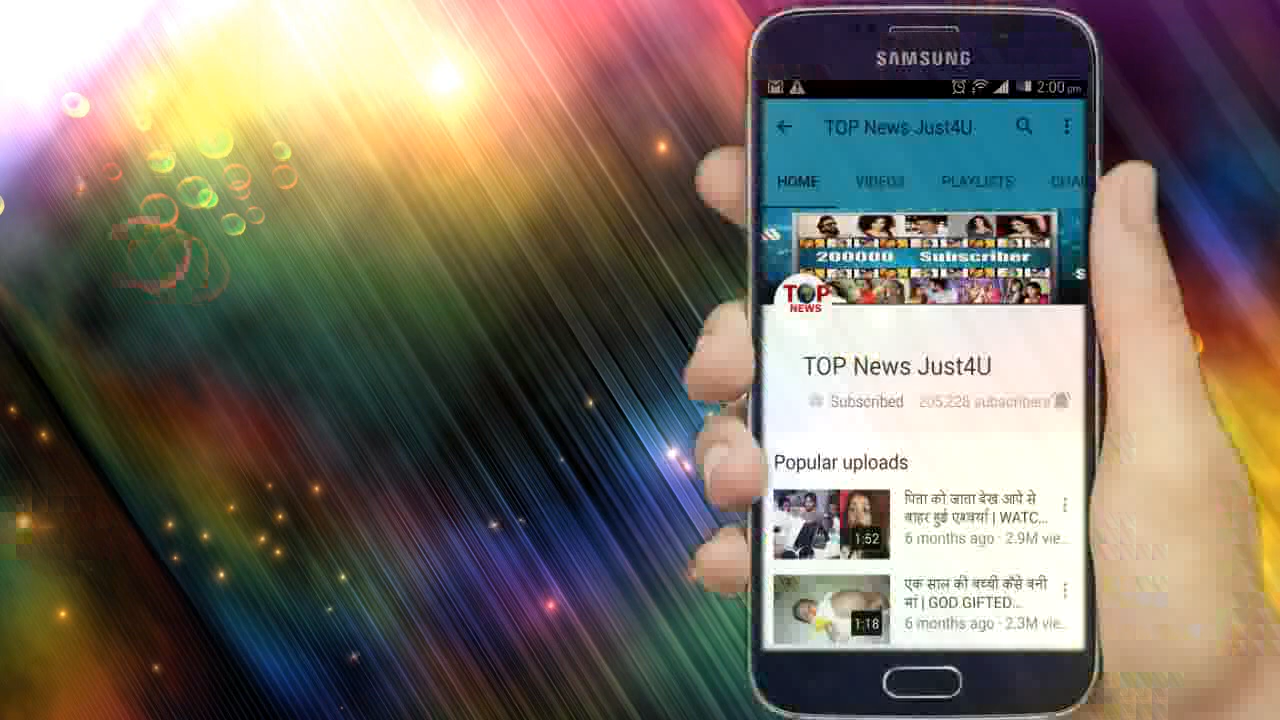 SAMSUNG
2:00 pm
TOP News Just4U
HOME VIDEOS PLAYLISTS
200000 Subscriber
TOP
NEWS
TOP News Just4U
Subscribed 205,228 subscribers
Popular uploads
पिता को जाता देख आपे से
बाहर हुई एश्वर्या | WATC...
6 months ago · 2.9M vie...
1:52
एक साल की बच्ची कैसे बनी
मां | GOD GIFTED...
6 months ago · 2.3M vie...
1:18